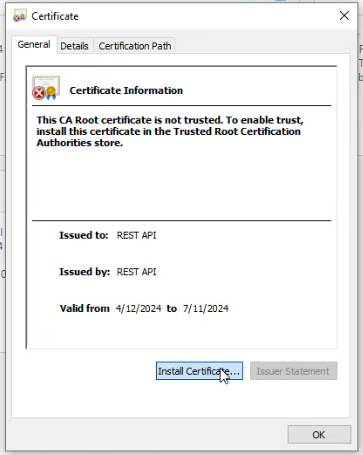 Certificate
General Details Certification Path
Certificate Information
This CA Root certificate is not trusted. To enable trust,
install this certificate in the Trusted Root Certification
Authorities store.
Issued to: REST API
Issued by: REST API
Valid from 4/12/2024 to 7/11/2024
Install Certificate... Issuer Statement
OK